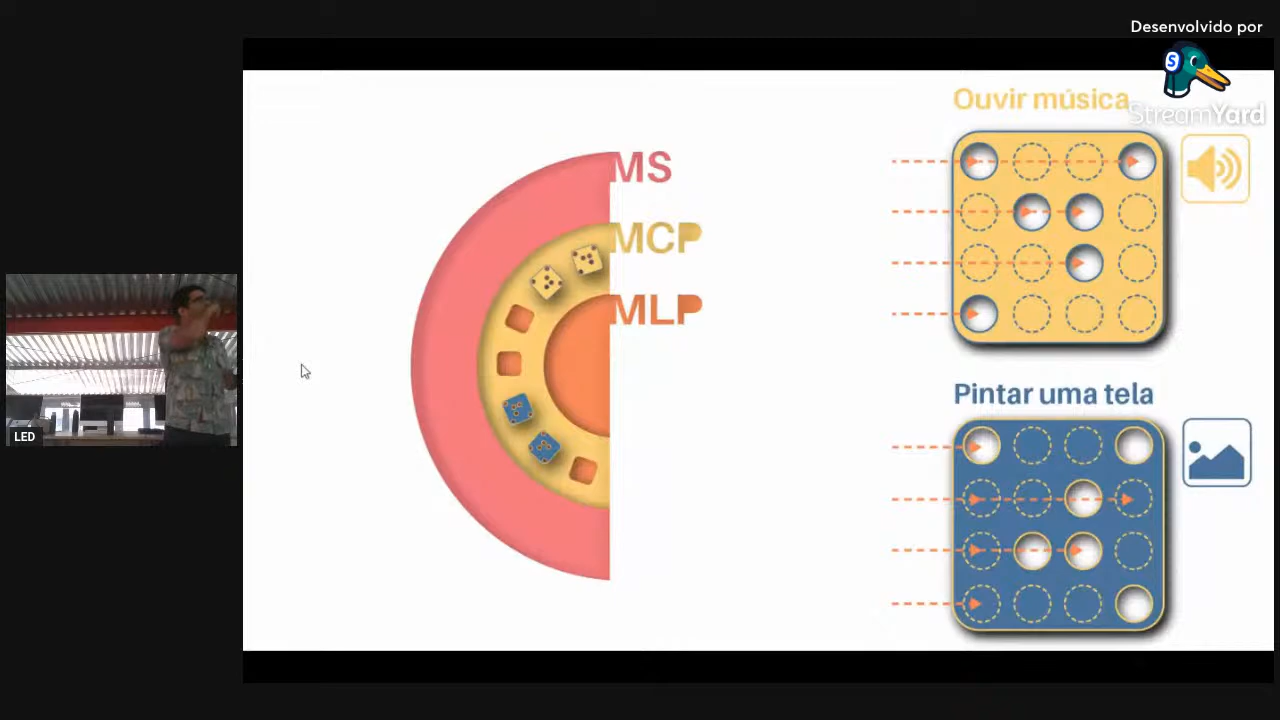 Desenvolvido por
S
StreamYard
Ouvir música
MS
MCP
MLP
Pintar uma tela
LED